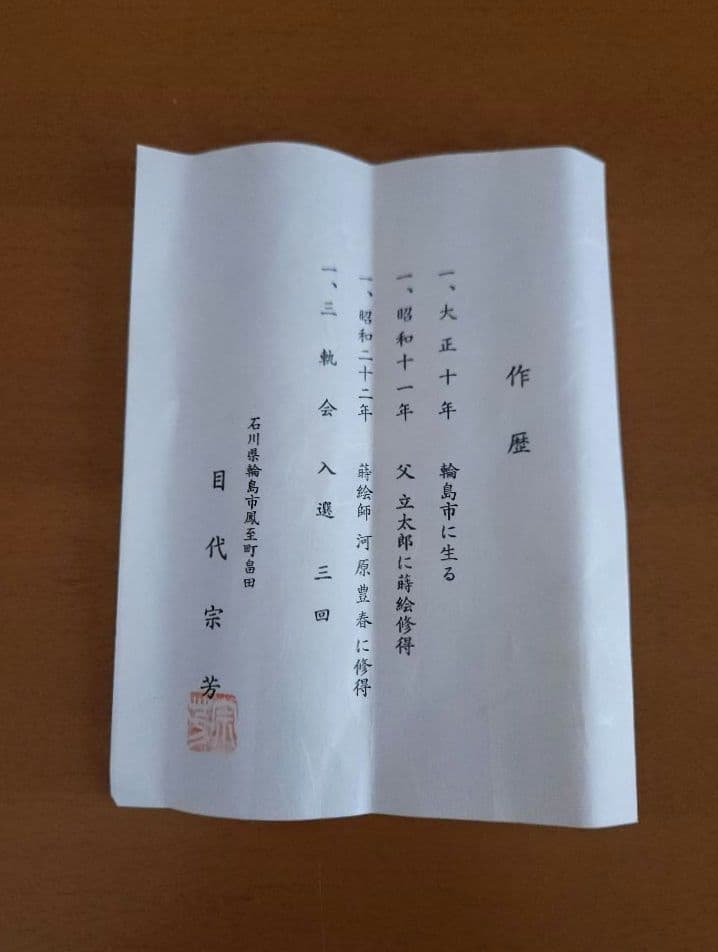 作歴
一、大正十年 輪島市に生る
一、昭和十一年 父立太郎に蒔絵修得
一、昭和二十二年 蒔絵師河原豊春に修得
一、三軌会入選三回
石川県輪島市鳳至町畠田
目代宗芳
宗芳